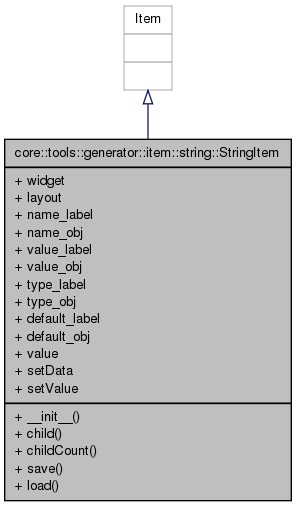 Item
core::tools::generator::item::string::StringItem
+ widget
+ layout
+ name_label
+ name_obj
+ value_label
+ value_obj
+ type_label
+ type_obj
+ default_label
+ default_obj
+ value
+ setData
+ setValue
+ __init__()
+ child()
+ childCount()
+ save()
+ load()